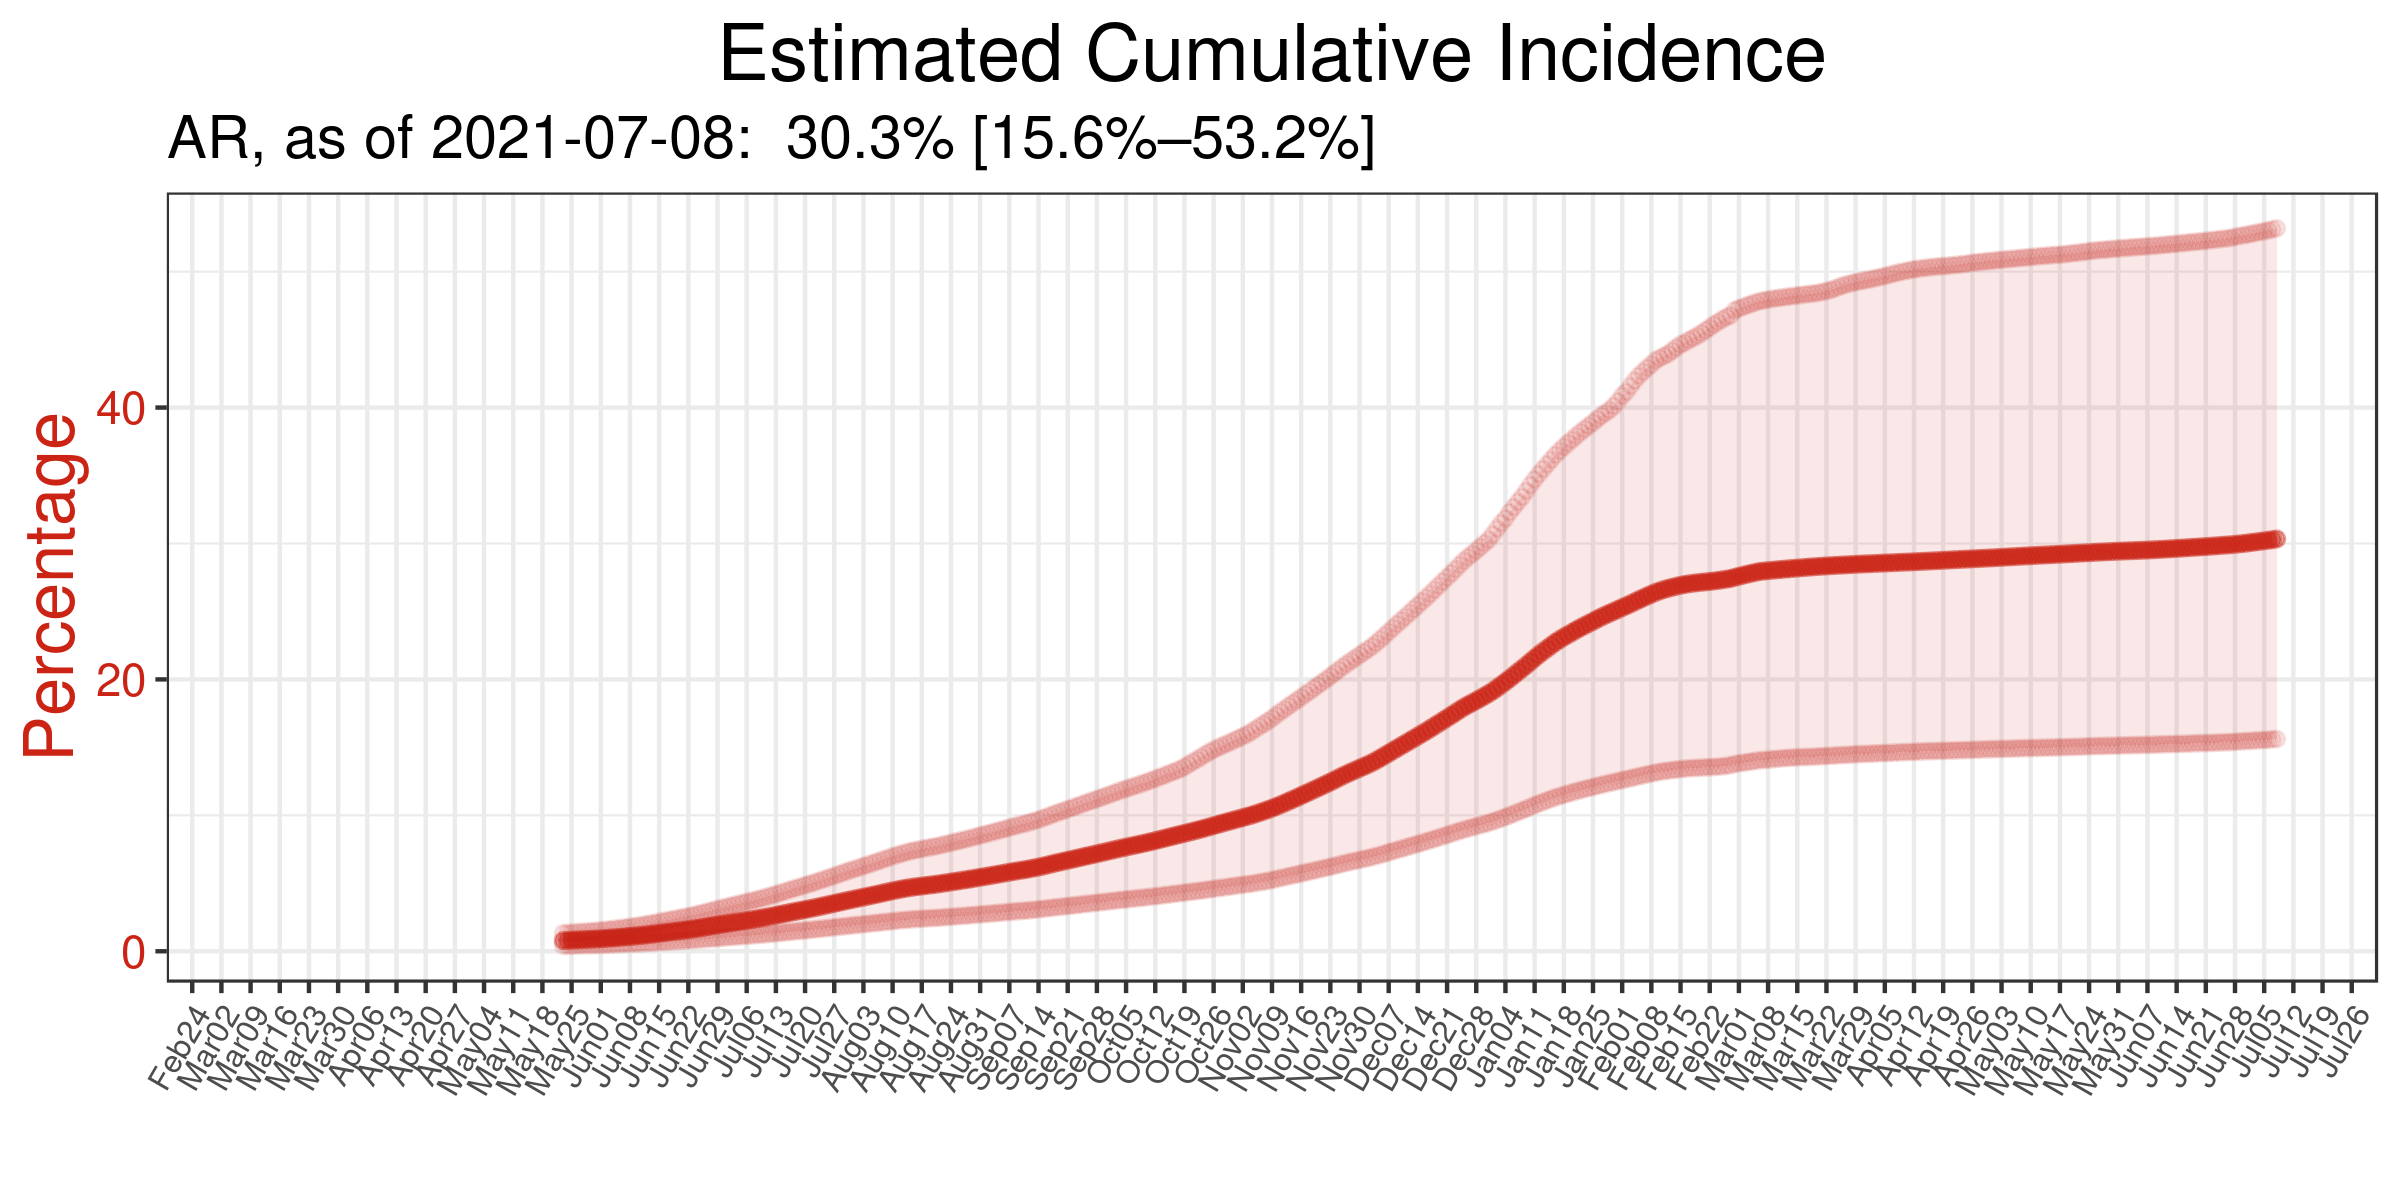 Estimated Cumulative Incidence
AR, as of 2021-07-08:  30.3% [15.6%–53.2%]
Percentage
40
20
0
Feb24
Mar02
Mar09
Mar16
Mar23
Mar30
Apr06
Apr13
Apr20
Apr27
May04
May11
May18
May25
Jun01
Jun08
Jun15
Jun22
Jun29
Jul06
Jul13
Jul20
Jul27
Aug03
Aug10
Aug17
Aug24
Aug31
Sep07
Sep14
Sep21
Sep28
Oct05
Oct12
Oct19
Oct26
Nov02
Nov09
Nov16
Nov23
Nov30
Dec07
Dec14
Dec21
Dec28
Jan04
Jan11
Jan18
Jan25
Feb01
Feb08
Feb15
Feb22
Mar01
Mar08
Mar15
Mar22
Mar29
Apr05
Apr12
Apr19
Apr26
May03
May10
May17
May24
May31
Jun07
Jun14
Jun21
Jun28
Jul05
Jul12
Jul19
Jul26